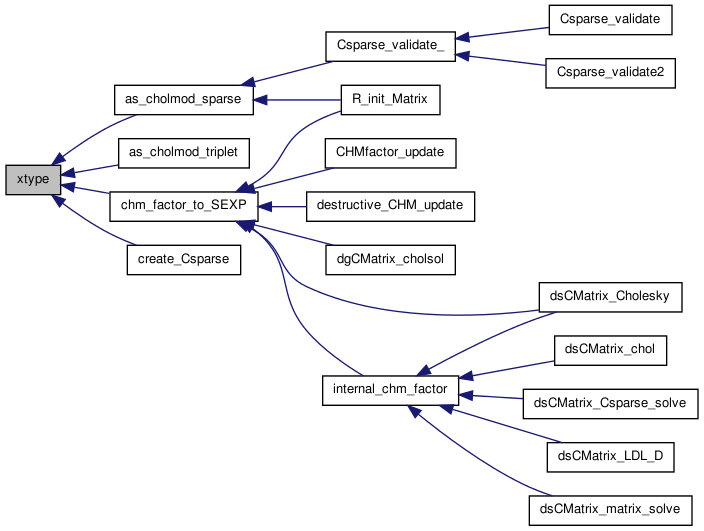 Csparse_validate
Csparse_validate_
Csparse_validate2
as_cholmod_sparse
R_init_Matrix
as_cholmod_triplet
CHMfactor_update
xtype
chm_factor_to_SEXP
destructive_CHM_update
create_Csparse
dgCMatrix_cholsol
dsCMatrix_Cholesky
dsCMatrix_chol
internal_chm_factor
dsCMatrix_Csparse_solve
dsCMatrix_LDL_D
dsCMatrix_matrix_solve